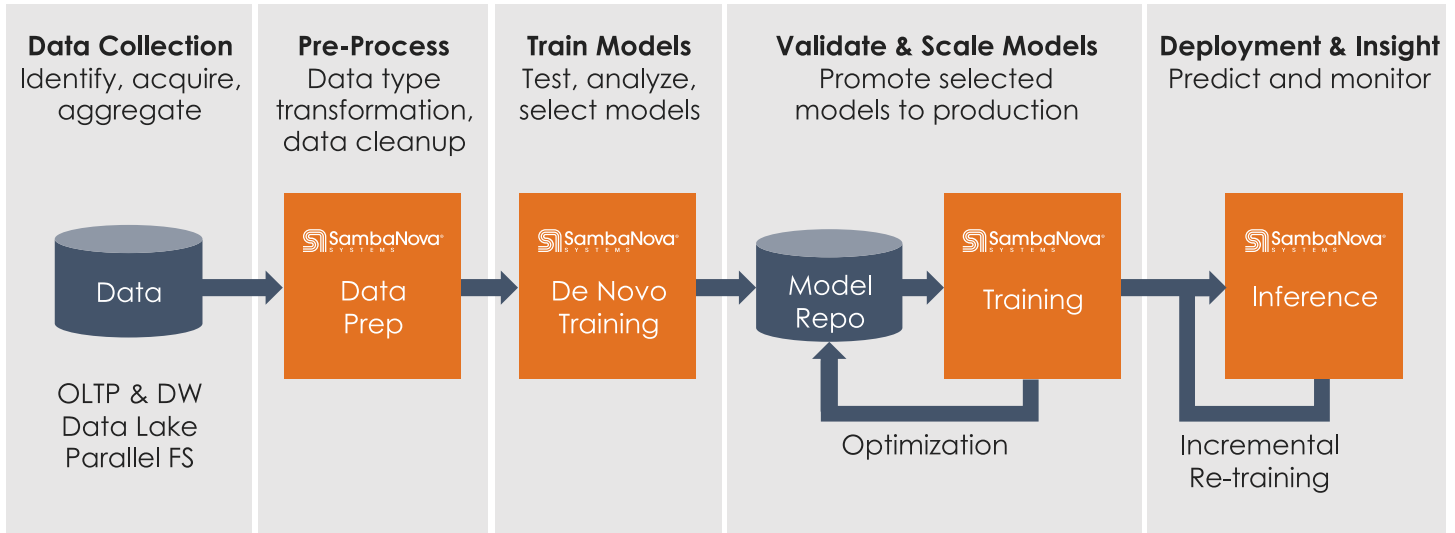 Data Collection
Identify, acquire,
aggregate
Data
OLTP & DW
Data Lake
Parallel FS
Pre-Process
Data type
transformation,
data cleanup
SambaNova®
SYSTEMS
Data
Prep
Train Models
Test, analyze,
select models
SambaNova®
SYSTEMS
De Novo
Training
Validate & Scale Models
Promote selected
models to production
Model
Repo
SambaNova®
SYSTEMS
Training
Optimization
Deployment & Insight
Predict and monitor
SambaNova®
SYSTEMS
Inference
Incremental
Re-training